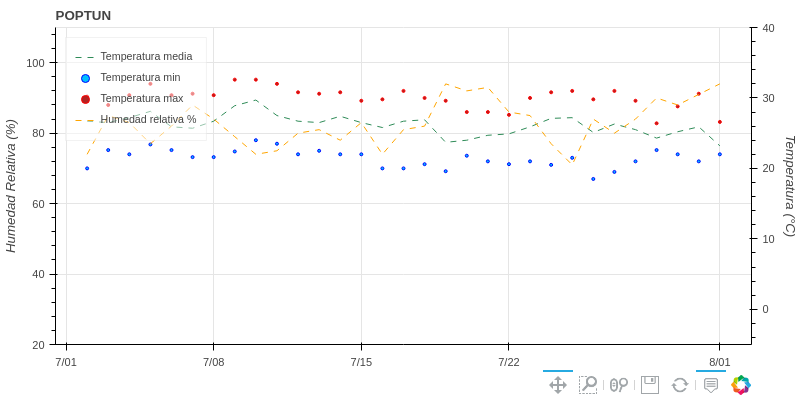 POPTUN
Temperatura media
Temperatura min
Temperatura max
Humedad relativa %
Humedad Relativa (%)
100
80
60
40
20
Temperatura (°C)
40
30
20
10
0
7/01
7/08
7/15
7/22
8/01